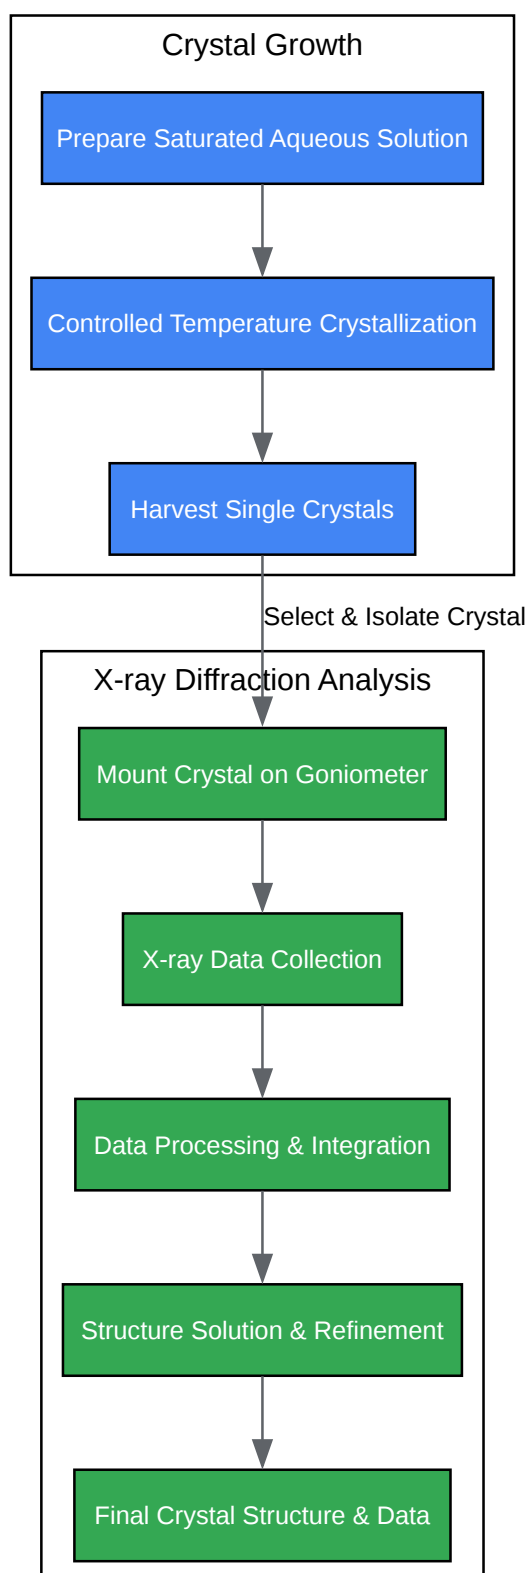 Crystal Growth
Prepare Saturated Aqueous Solution
Controlled Temperature Crystallization
Harvest Single Crystals
Select & Isolate Crystal
X-ray Diffraction Analysis
Mount Crystal on Goniometer
X-ray Data Collection
Data Processing & Integration
Structure Solution & Refinement
Final Crystal Structure & Data